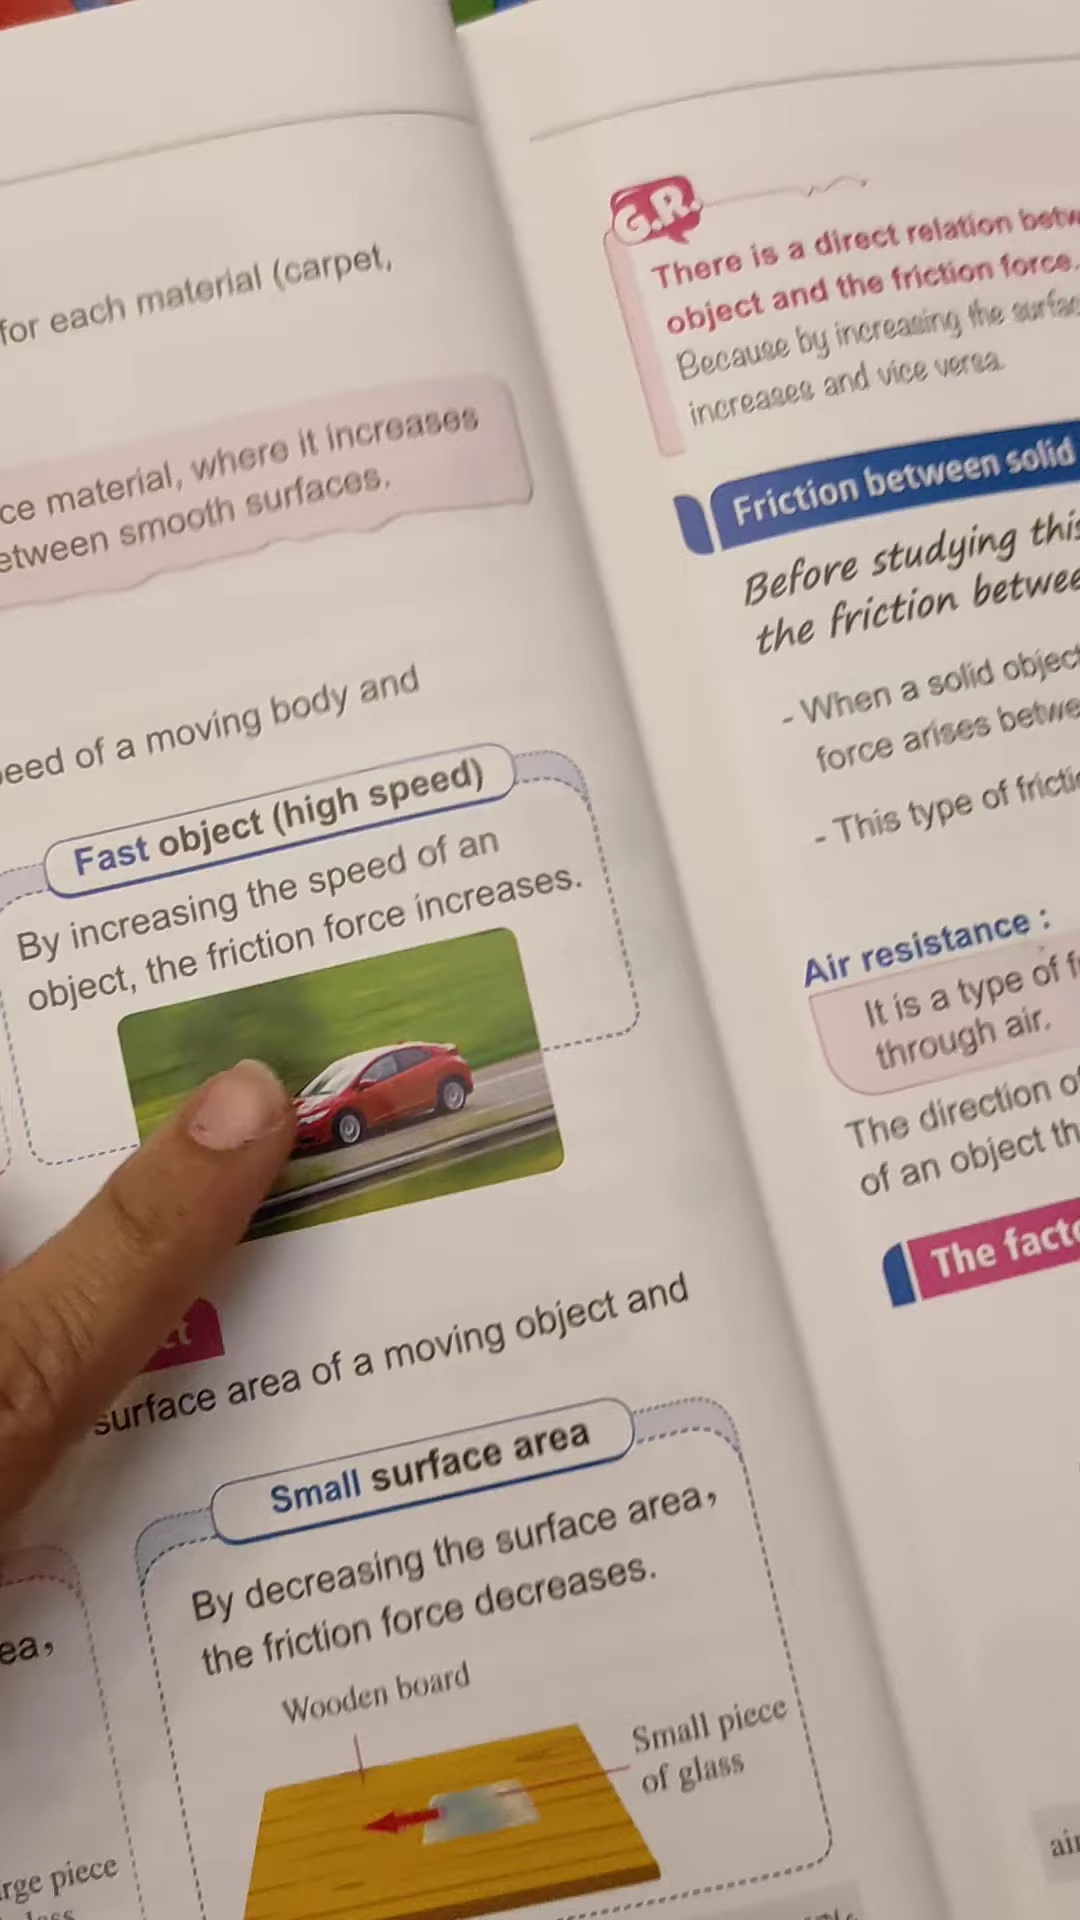 for each material (carpet,
ce material, where it increases
etween smooth surfaces.
eed of a moving body and
Fast object (high speed)
By increasing the speed of an
object, the friction force increases.
surface area of a moving object and
Small surface area
By decreasing the surface area,
the friction force decreases.
Wooden board
Small piece
of glass
ea,
rge piece
G.R.
There is a direct relation betw
object and the friction force.
Because by increasing the surfac
increases and vice versa.
Friction between solid
Before studying this
the friction betwee
- When a solid object
force arises betwe
- This type of frictio
Air resistance :
It is a type of f
through air.
The direction o
of an object th
The facto
air